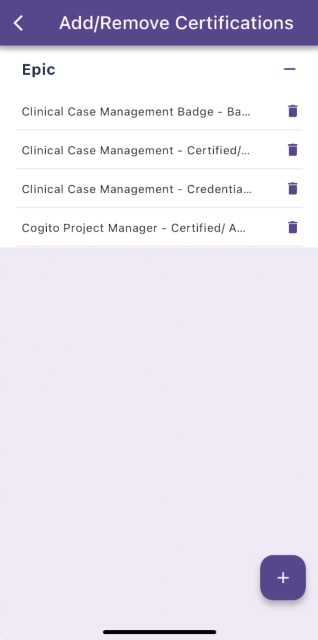 Add/Remove Certifications
Epic
Clinical Case Management Badge - Ba...
Clinical Case Management - Certified/...
Clinical Case Management - Credentia...
Cogito Project Manager - Certified/ A...